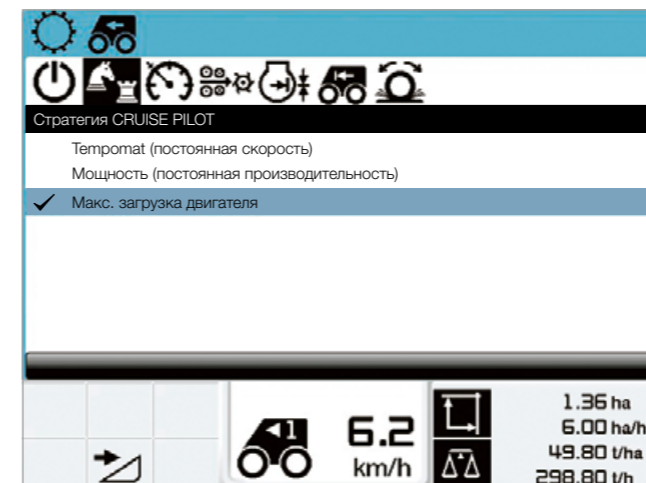 Стратегия CRUISE PILOT
Tempomat (постоянная скорость)
Мощность (постоянная производительность)
Макс. загрузка двигателя
1
6.2
km/h
1.36 ha
6.00 ha/h
49.80 t/ha
298.80 t/h